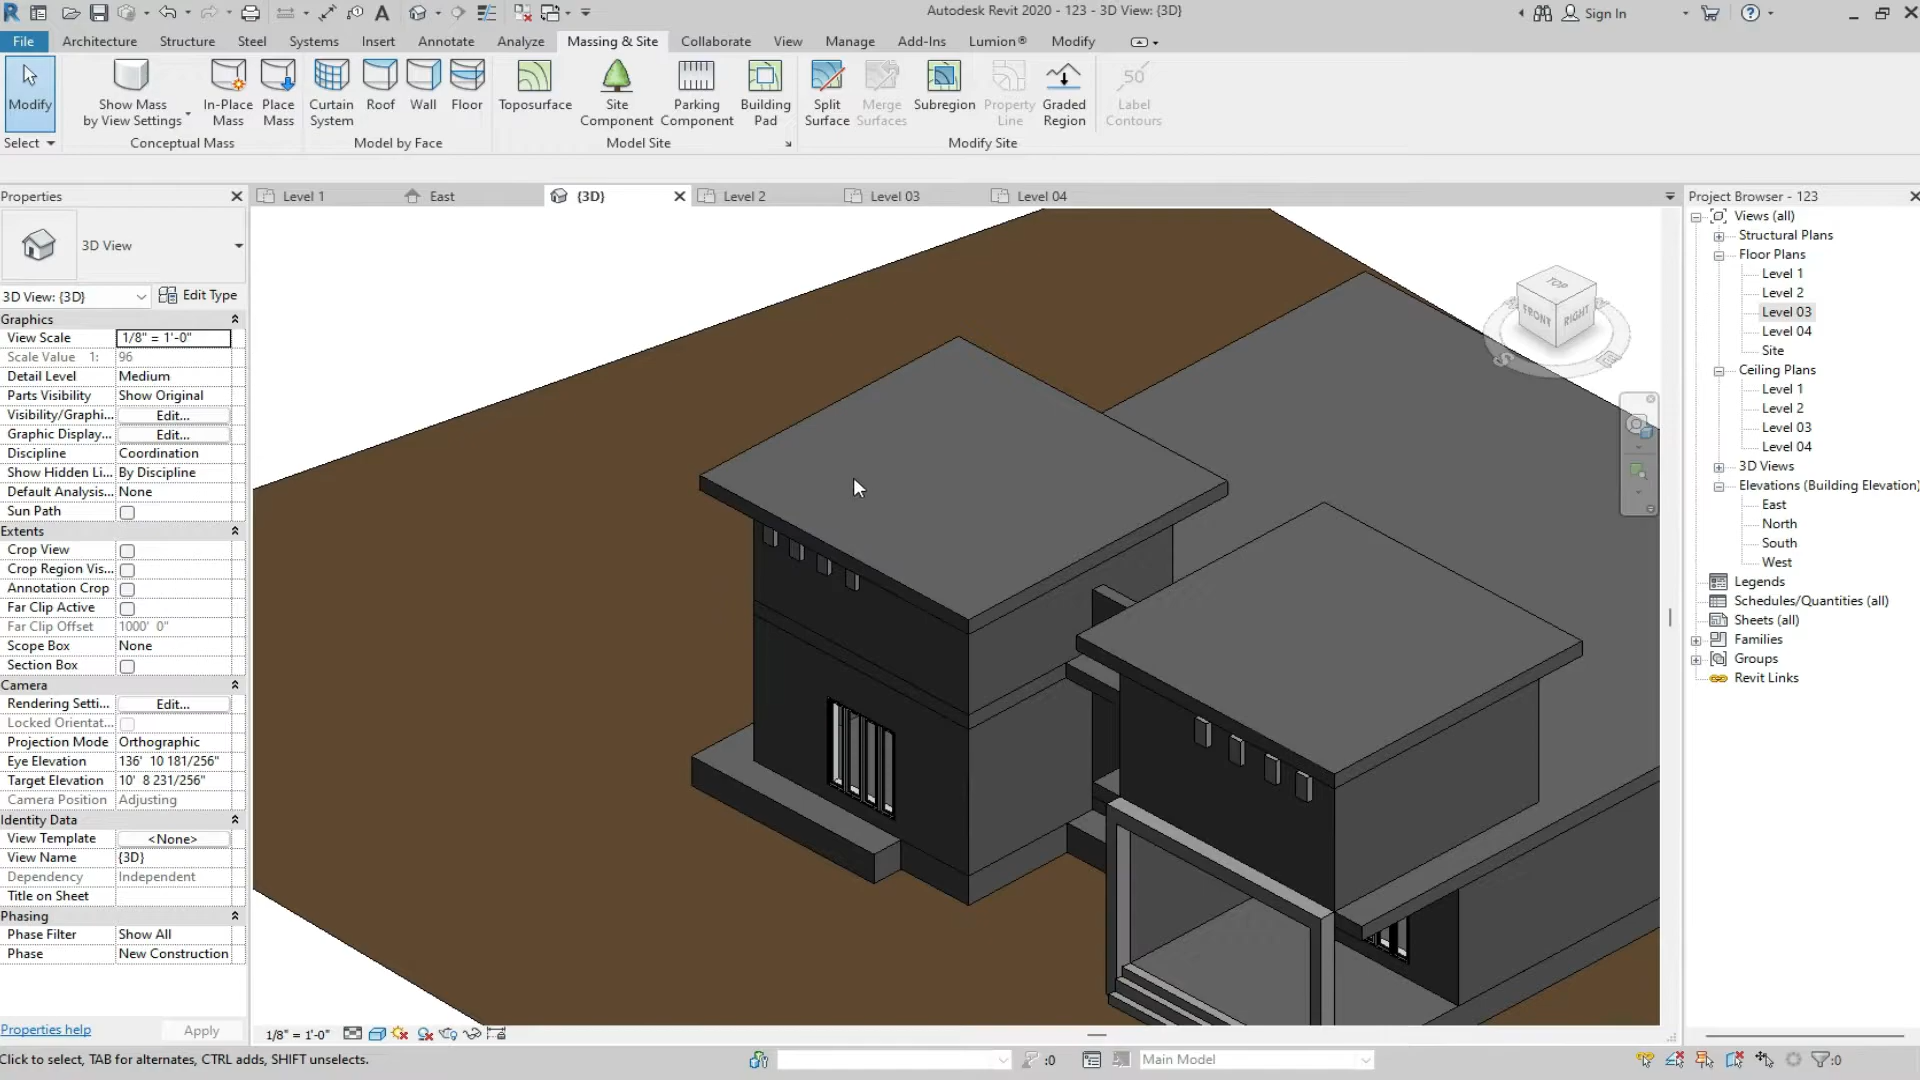 Autodesk Revit 2020 - 123 - 3D View: {3D}
Sign In
File Architecture Structure Steel Systems Insert Annotate Analyze Massing & Site Collaborate View Manage Add-Ins Lumion® Modify
Modify
Show Mass
by View Settings
In-Place
Mass
Place
Mass
Curtain
System
Roof
Wall
Floor
Toposurface
Site
Component
Parking
Component
Building
Pad
Split
Surface
Merge
Surfaces
Subregion
Property
Line
Graded
Region
50
Label
Contours
Select
Conceptual Mass
Model by Face
Model Site
Modify Site
Properties
3D View
3D View: {3D}
Edit Type
Graphics
View Scale 1/8" = 1'-0"
Scale Value 1: 96
Detail Level Medium
Parts Visibility Show Original
Visibility/Graphi... Edit...
Graphic Display... Edit...
Discipline Coordination
Show Hidden Li... By Discipline
Default Analysis... None
Sun Path
Extents
Crop View
Crop Region Vis...
Annotation Crop
Far Clip Active
Far Clip Offset 1000' 0"
Scope Box None
Section Box
Camera
Rendering Setti... Edit...
Locked Orientat...
Projection Mode Orthographic
Eye Elevation 136' 10 181/256"
Target Elevation 10' 8 231/256"
Camera Position Adjusting
Identity Data
View Template <None>
View Name {3D}
Dependency Independent
Title on Sheet
Phasing
Phase Filter Show All
Phase New Construction
Properties help
Apply
Level 1
East
{3D}
Level 2
Level 03
Level 04
TOP
FRONT
RIGHT
S
E
Project Browser - 123
Views (all)
Structural Plans
Floor Plans
Level 1
Level 2
Level 03
Level 04
Site
Ceiling Plans
Level 1
Level 2
Level 03
Level 04
3D Views
Elevations (Building Elevation)
East
North
South
West
Legends
Schedules/Quantities (all)
Sheets (all)
Families
Groups
Revit Links
1/8" = 1'-0"
Click to select, TAB for alternates, CTRL adds, SHIFT unselects.
:0
Main Model
:0